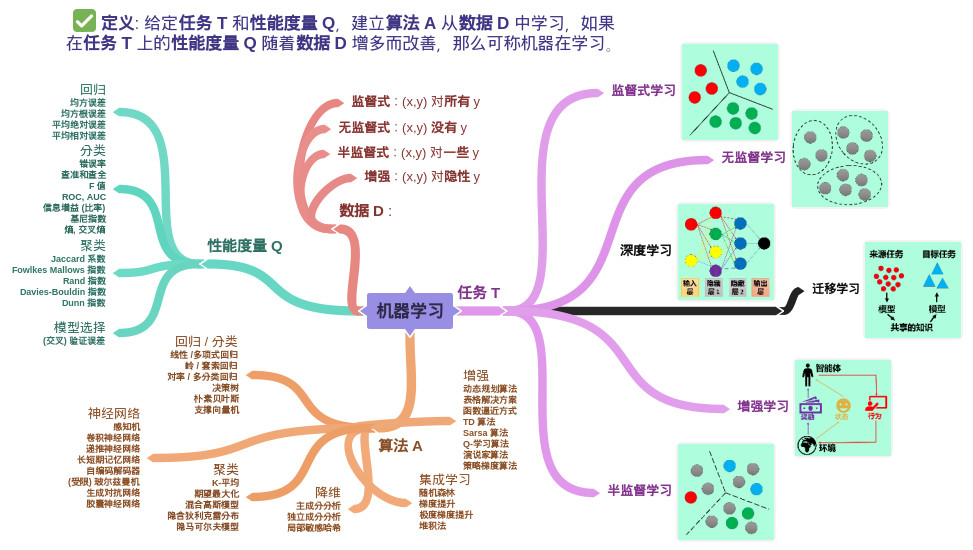 定义: 给定任务 T 和性能度量 Q，建立算法 A 从数据 D 中学习，如果
在任务 T 上的性能度量 Q 随着数据 D 增多而改善，那么可称机器在学习。
回归
均方误差
均方根误差
平均绝对误差
平均相对误差
分类
错误率
查准和查全
F 值
ROC, AUC
信息增益 (比率)
基尼指数
熵, 交叉熵
聚类
Jaccard 系数
Fowlkes Mallows 指数
Rand 指数
Davies-Bouldin 指数
Dunn 指数
模型选择
(交叉) 验证误差
性能度量 Q
监督式 : (x,y) 对所有 y
无监督式 : (x,y) 没有 y
半监督式 : (x,y) 对一些 y
增强 : (x,y) 对隐性 y
数据 D :
机器学习
任务 T
监督式学习
无监督学习
深度学习
输入层
隐藏层 1
隐藏层 2
输出层
迁移学习
来源任务
目标任务
模型
模型
共享的知识
增强学习
智能体
奖励
状态
行为
环境
半监督学习
算法 A
回归 / 分类
线性 /多项式回归
岭 / 套索回归
对率 / 多分类回归
决策树
朴素贝叶斯
支撑向量机
神经网络
感知机
卷积神经网络
递推神经网络
长短期记忆网络
自编码解码器
(受限) 玻尔兹曼机
生成对抗网络
胶囊神经网络
聚类
K-平均
期望最大化
混合高斯模型
隐含狄利克雷分布
隐马可尔夫模型
降维
主成分分析
独立成分分析
局部敏感哈希
集成学习
随机森林
梯度提升
极度梯度提升
堆积法
增强
动态规划算法
表格解决方案
函数逼近方式
TD 算法
Sarsa 算法
Q-学习算法
演说家算法
策略梯度算法